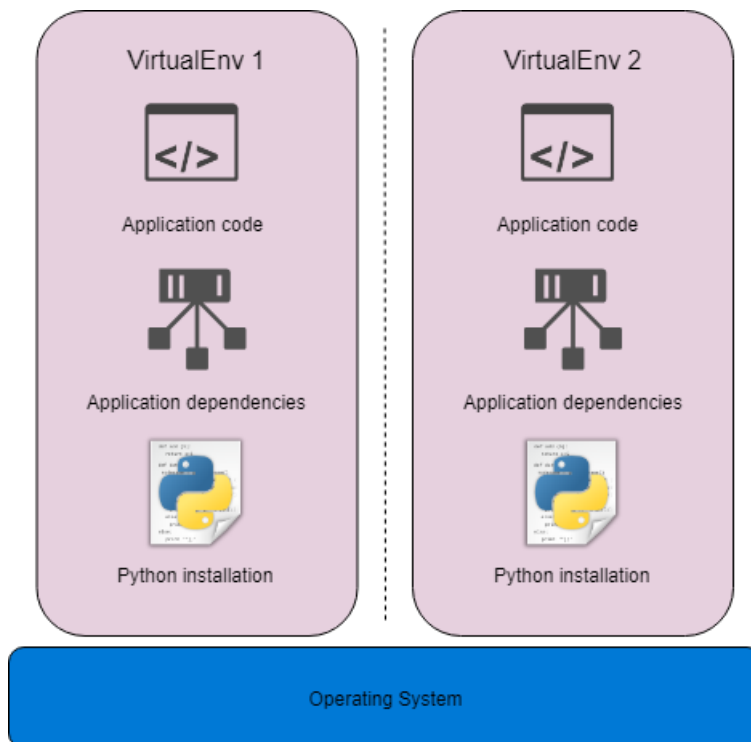 VirtualEnv 1
</>
Application code
Application dependencies
Python installation
VirtualEnv 2
</>
Application code
Application dependencies
Python installation
Operating System